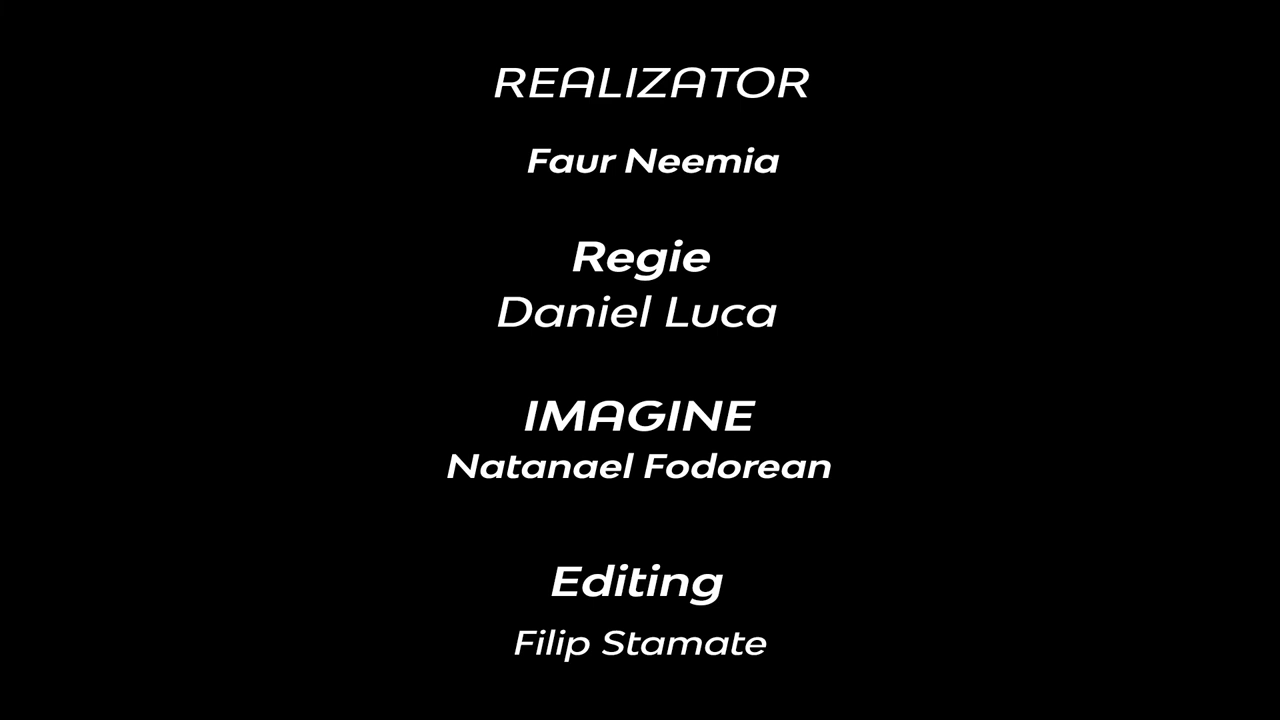 REALIZATOR
Faur Neemia
Regie
Daniel Luca
IMAGINE
Natanael Fodorean
Editing
Filip Stamate